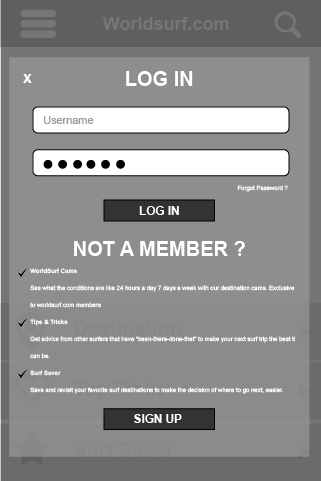 Worldsurf.com
x
LOG IN
Username
Forgot Password ?
LOG IN
NOT A MEMBER ?
WorldSurf Cams
See what the conditions are like 24 hours a day 7 days a week with our destination cams. Exclusive
to worldsurf.com members
Tips & Tricks
Get advice from other surfers that have "been-there-done-that" to make your next surf trip the best it
can be.
Destination
Surf Saver
Save and revisit your favorite surf destinations to make the decision of where to go next, easier.
SIGN UP
Surf Saver